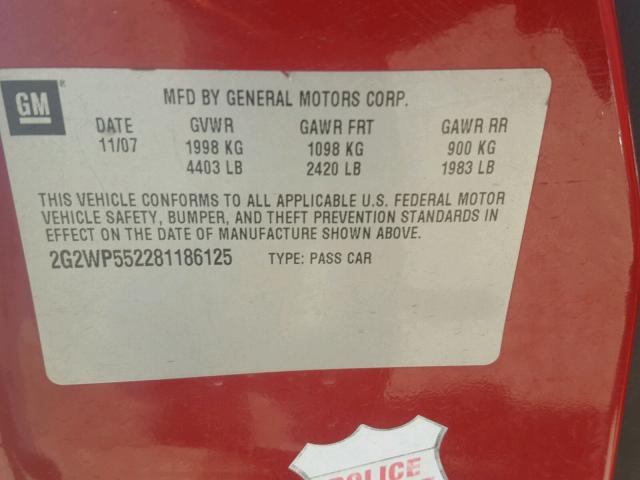 GM
MFD BY GENERAL MOTORS CORP.
DATE GVWR GAWR FRT GAWR RR
11/07 1998 KG 1098 KG 900 KG
4403 LB 2420 LB 1983 LB
THIS VEHICLE CONFORMS TO ALL APPLICABLE U.S. FEDERAL MOTOR
VEHICLE SAFETY, BUMPER, AND THEFT PREVENTION STANDARDS IN
EFFECT ON THE DATE OF MANUFACTURE SHOWN ABOVE.
2G2WP552281186125 TYPE: PASS CAR
POLICE